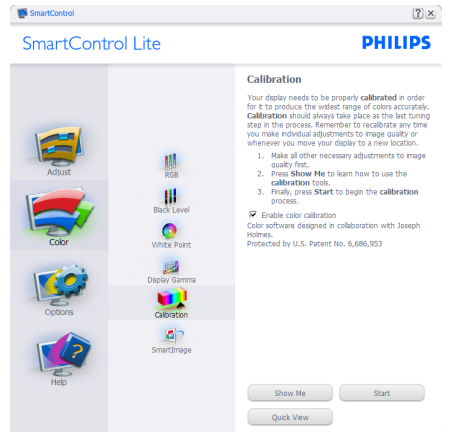 SmartControl
SmartControl Lite
PHILIPS
Adjust
Color
Options
Help
RGB
Black Level
White Point
Display Gamma
Calibration
SmartImage
Calibration
Your display needs to be properly calibrated in order
for it to produce the widest range of colors accurately.
Calibration should always take place as the last tuning
step in the process. Remember to recalibrate any time
you make individual adjustments to image quality or
whenever you move your display to a new location.
1. Make all other necessary adjustments to image
quality first.
2. Press Show Me to learn how to use the
calibration tools.
3. Finally, press Start to begin the calibration
process.
Enable color calibration
Color software designed in collaboration with Joseph
Holmes.
Protected by U.S. Patent No. 6,686,953
Show Me
Start
Quick View